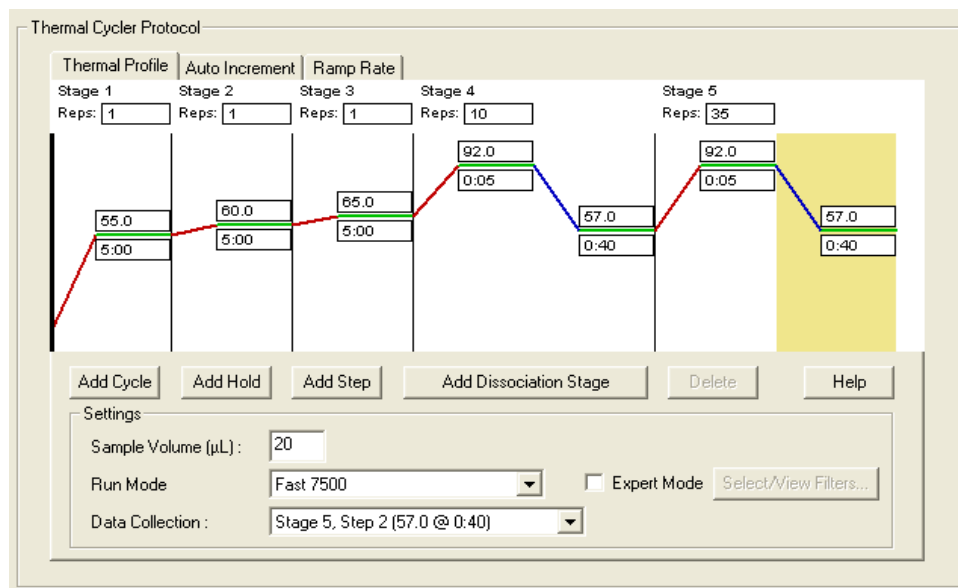 Thermal Cycler Protocol
Thermal Profile Auto Increment Ramp Rate
Stage 1 Stage 2 Stage 3 Stage 4 Stage 5
Reps: 1 Reps: 1 Reps: 1 Reps: 10 Reps: 35
92.0 92.0
0:05 0:05
65.0
60.0 57.0 57.0
55.0 5:00
5:00 5:00 0:40 0:40
Add Cycle Add Hold Add Step Add Dissociation Stage Delete Help
Settings
Sample Volume (µL) : 20
Run Mode Fast 7500 Expert Mode Select/View Filters...
Data Collection : Stage 5, Step 2 (57.0 @ 0:40)